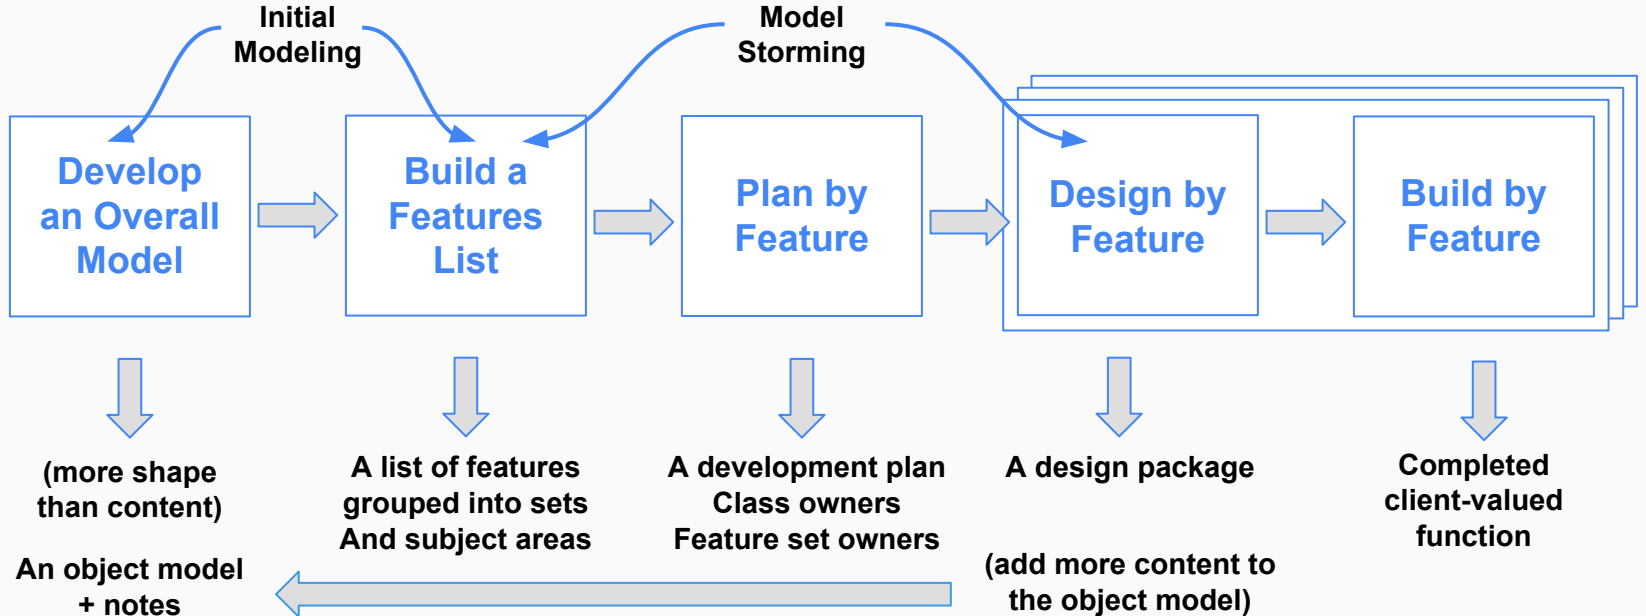 Initial
Modeling
Model
Storming
Develop
an Overall
Model
Build a
Features
List
Plan by
Feature
Design by
Feature
Build by
Feature
(more shape
than content)
An object model
+ notes
A list of features
grouped into sets
And subject areas
A development plan
Class owners
Feature set owners
A design package
(add more content to
the object model)
Completed
client-valued
function